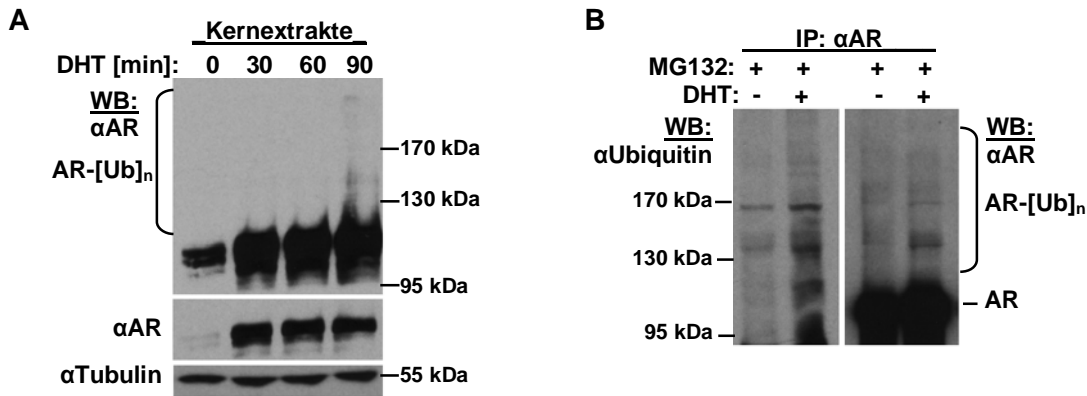 A
_Kernextrakte_
DHT [min]: 0 30 60 90
WB:
αAR
AR-[Ub]n
170 kDa
130 kDa
95 kDa
αAR
αTubulin
55 kDa
B
IP: αAR
MG132: + + + +
DHT: - + - +
WB:
αUbiquitin
170 kDa
130 kDa
95 kDa
WB:
αAR
AR-[Ub]n
AR